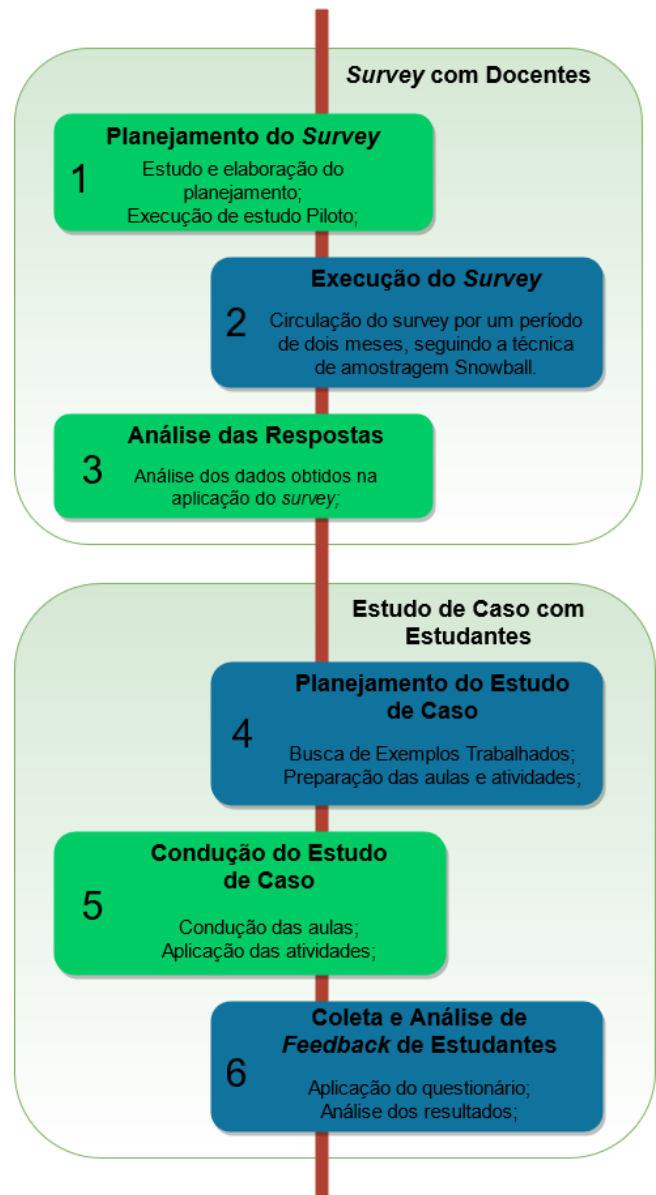 Survey com Docentes
Planejamento do Survey
1
Estudo e elaboração do
planejamento;
Execução de estudo Piloto;
Execução do Survey
2
Circulação do survey por um período
de dois meses, seguindo a técnica
de amostragem Snowball.
Análise das Respostas
3
Análise dos dados obtidos na
aplicação do survey;
Estudo de Caso com
Estudantes
Planejamento do Estudo
de Caso
4
Busca de Exemplos Trabalhados;
Preparação das aulas e atividades;
Condução do Estudo
de Caso
5
Condução das aulas;
Aplicação das atividades;
Coleta e Análise de
Feedback de Estudantes
6
Aplicação do questionário;
Análise dos resultados;